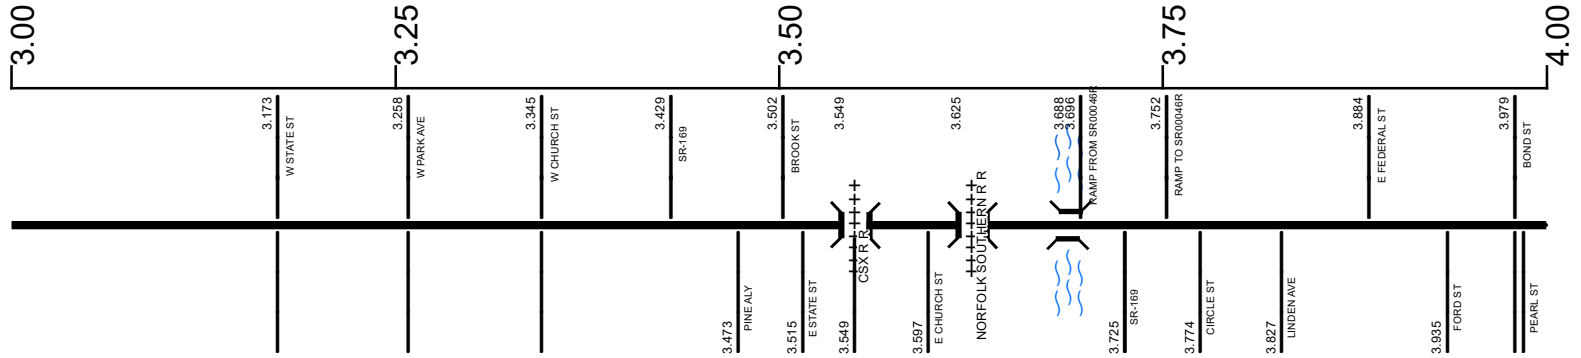 3.00
3.25
3.50
3.75
4.00
3.173
W STATE ST
3.258
W PARK AVE
3.345
W CHURCH ST
3.429
SR-169
3.502
BROOK ST
3.549
3.625
3.688
3.696
RAMP FROM SR00046R
3.752
RAMP TO SR00046R
3.884
E FEDERAL ST
3.979
BOND ST
3.473
PINE ALY
3.515
E STATE ST
3.549
CSX R R
3.597
E CHURCH ST
NORFOLK SOUTHERN R R
3.725
SR-169
3.774
CIRCLE ST
3.827
LINDEN AVE
3.935
FORD ST
PEARL ST